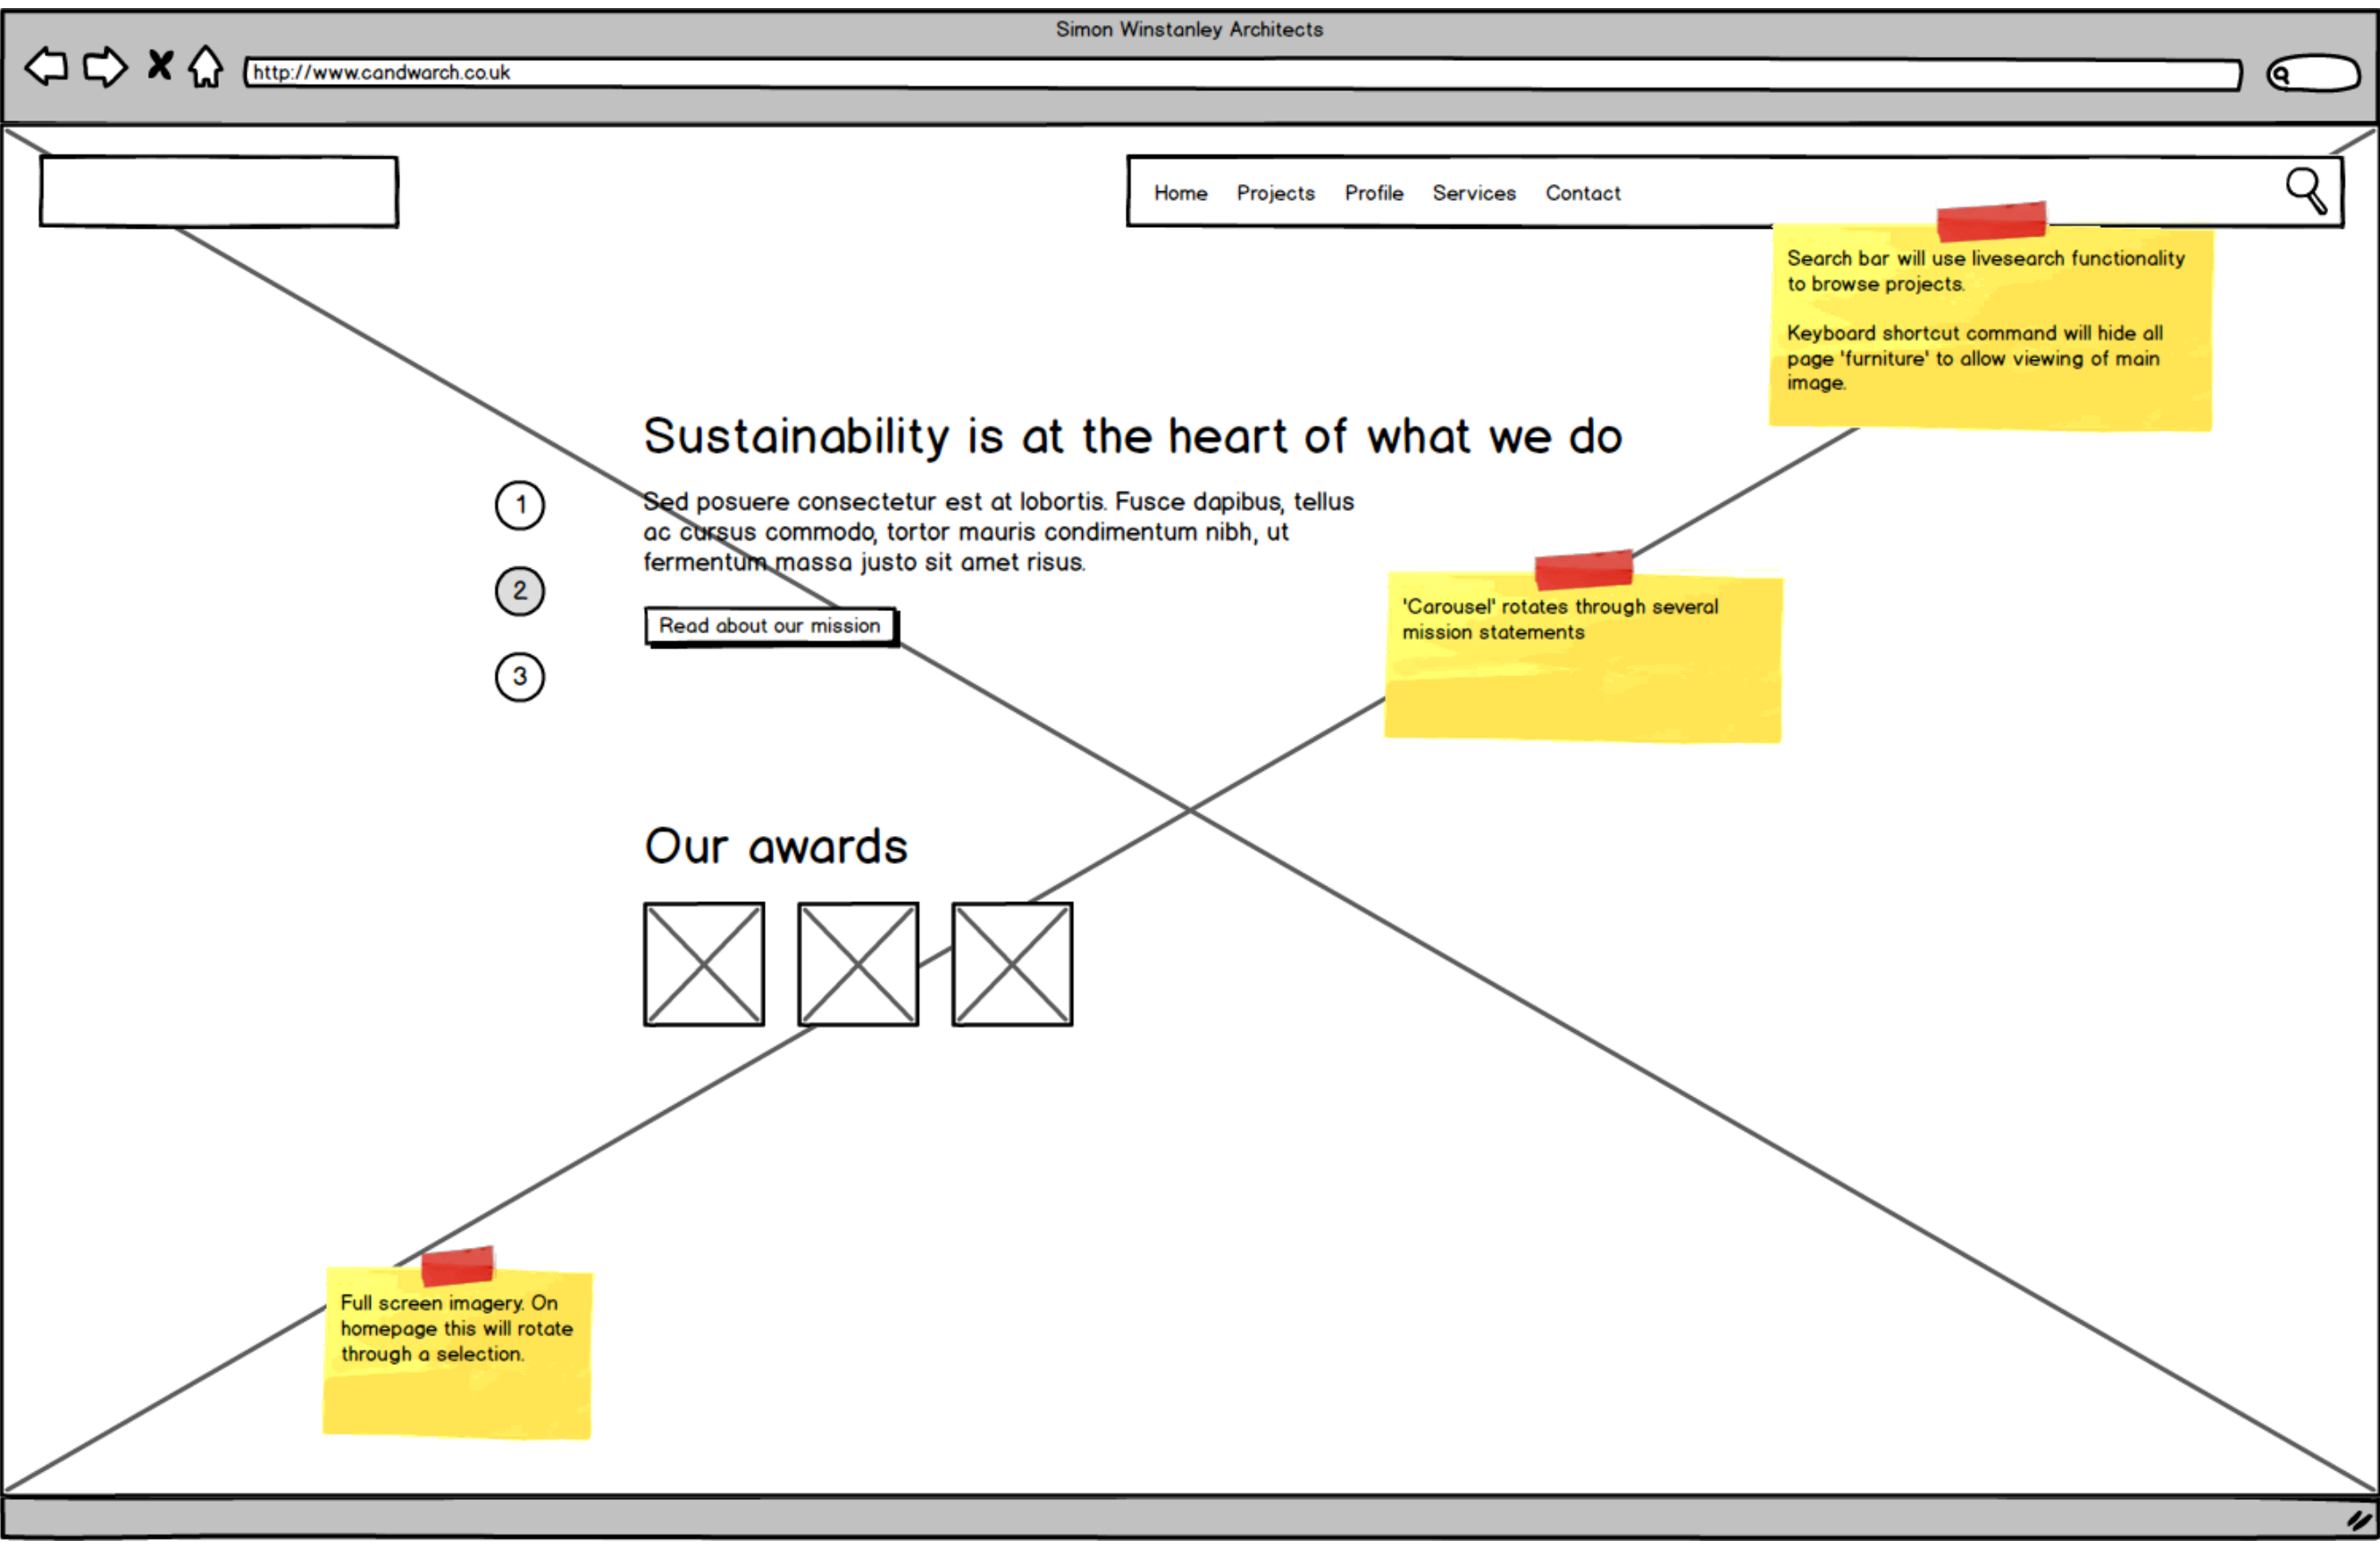 Simon Winstanley Architects
http://www.candwarch.co.uk
Home Projects Profile Services Contact
Search bar will use livesearch functionality
to browse projects.
Keyboard shortcut command will hide all
page 'furniture' to allow viewing of main
image.
Sustainability is at the heart of what we do
Sed posuere consectetur est at lobortis. Fusce dapibus, tellus
ac cursus commodo, tortor mauris condimentum nibh, ut
fermentum massa justo sit amet risus.
1
2
3
Read about our mission
'Carousel' rotates through several
mission statements
Our awards
Full screen imagery. On
homepage this will rotate
through a selection.